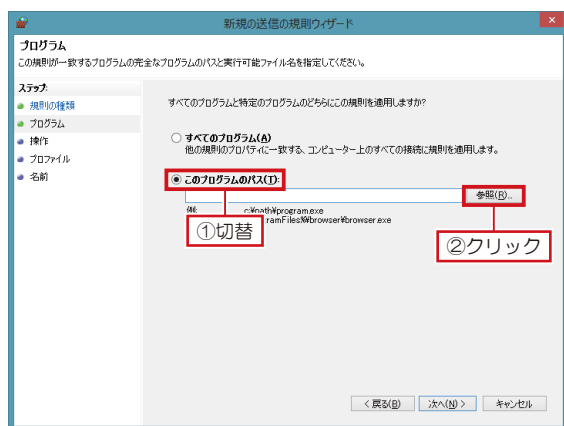 新規の送信の規則ウィザード
プログラム
この規則が一致するプログラムの完全なプログラムのパスと実行可能ファイル名を指定してください。
ステップ:
規則の種類
プログラム
操作
プロファイル
名前
すべてのプログラムと特定のプログラムのどちらにこの規則を適用しますか?
すべてのプログラム(A)
他の規則のプロパティに一致する、コンピューター上のすべての接続に規則を適用します。
このプログラムのパス(T):
参照(R)...
例: c:¥path¥program.exe
ramFiles%¥browser¥browser.exe
①切替
②クリック
< 戻る(B)
次へ(N) >
キャンセル